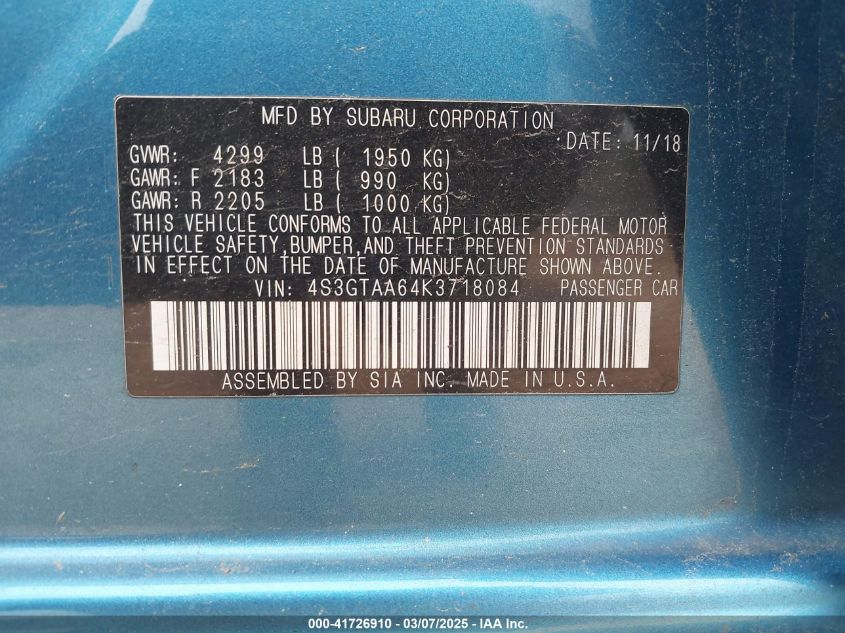 MFD BY SUBARU CORPORATION
DATE: 11/18
GVWR: 4299 LB ( 1950 KG)
GAWR: F 2183 LB ( 990 KG)
GAWR: R 2205 LB ( 1000 KG)
THIS VEHICLE CONFORMS TO ALL APPLICABLE FEDERAL MOTOR
VEHICLE SAFETY, BUMPER, AND THEFT PREVENTION STANDARDS
IN EFFECT ON THE DATE OF MANUFACTURE SHOWN ABOVE.
VIN: 4S3GTAA64K3718084 PASSENGER CAR
ASSEMBLED BY SIA INC. MADE IN U.S.A.
000-41726910 - 03/07/2025 - IAA Inc.